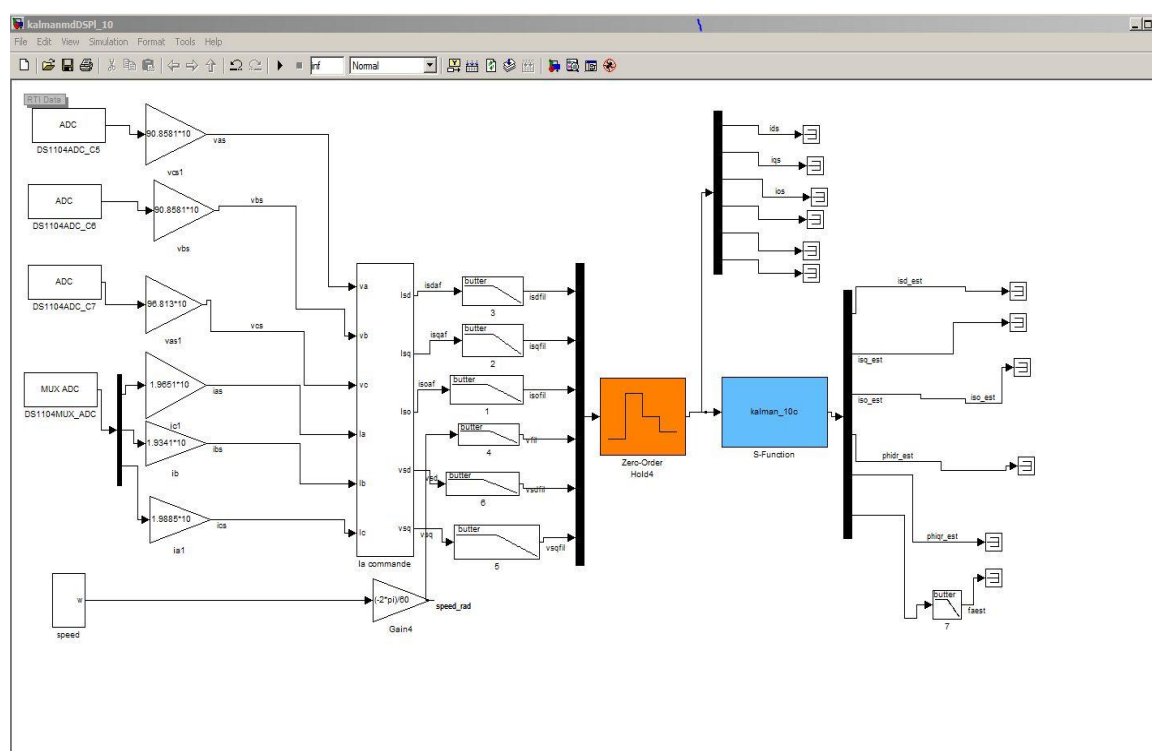 kalmanmdDSPI_10
File Edit View Simulation Format Tools Help
inf Normal
RTI Data
ADC
DS1104ADC_C5
90.8581*10
vcs1
vas
ADC
DS1104ADC_C6
90.8581*10
vbs
vbs
ADC
DS1104ADC_C7
96.813*10
vas1
vcs
MUX ADC
DS1104MUX_ADC
1.9651*10
ic1
ias
1.9341*10
ib
ibs
1.9885*10
ia1
ics
w
speed
(-2*pi)/60
Gain4
speed_rad
va
vb
vc
Ia
Ib
Ic
Isd
Isq
Iso
vsd
vsq
la commande
isdaf
butter
3
isdfil
isqaf
butter
2
isqfil
isoaf
butter
1
isofil
butter
4
vfil
vsd
butter
6
vsdfil
vsq
butter
5
vsqfil
Zero-Order
Hold4
ids
iqs
ios
kalman_10c
S-Function
isd_est
isq_est
iso_est
iso_est
phidr_est
phidr_est
phiqr_est
butter
7
faest